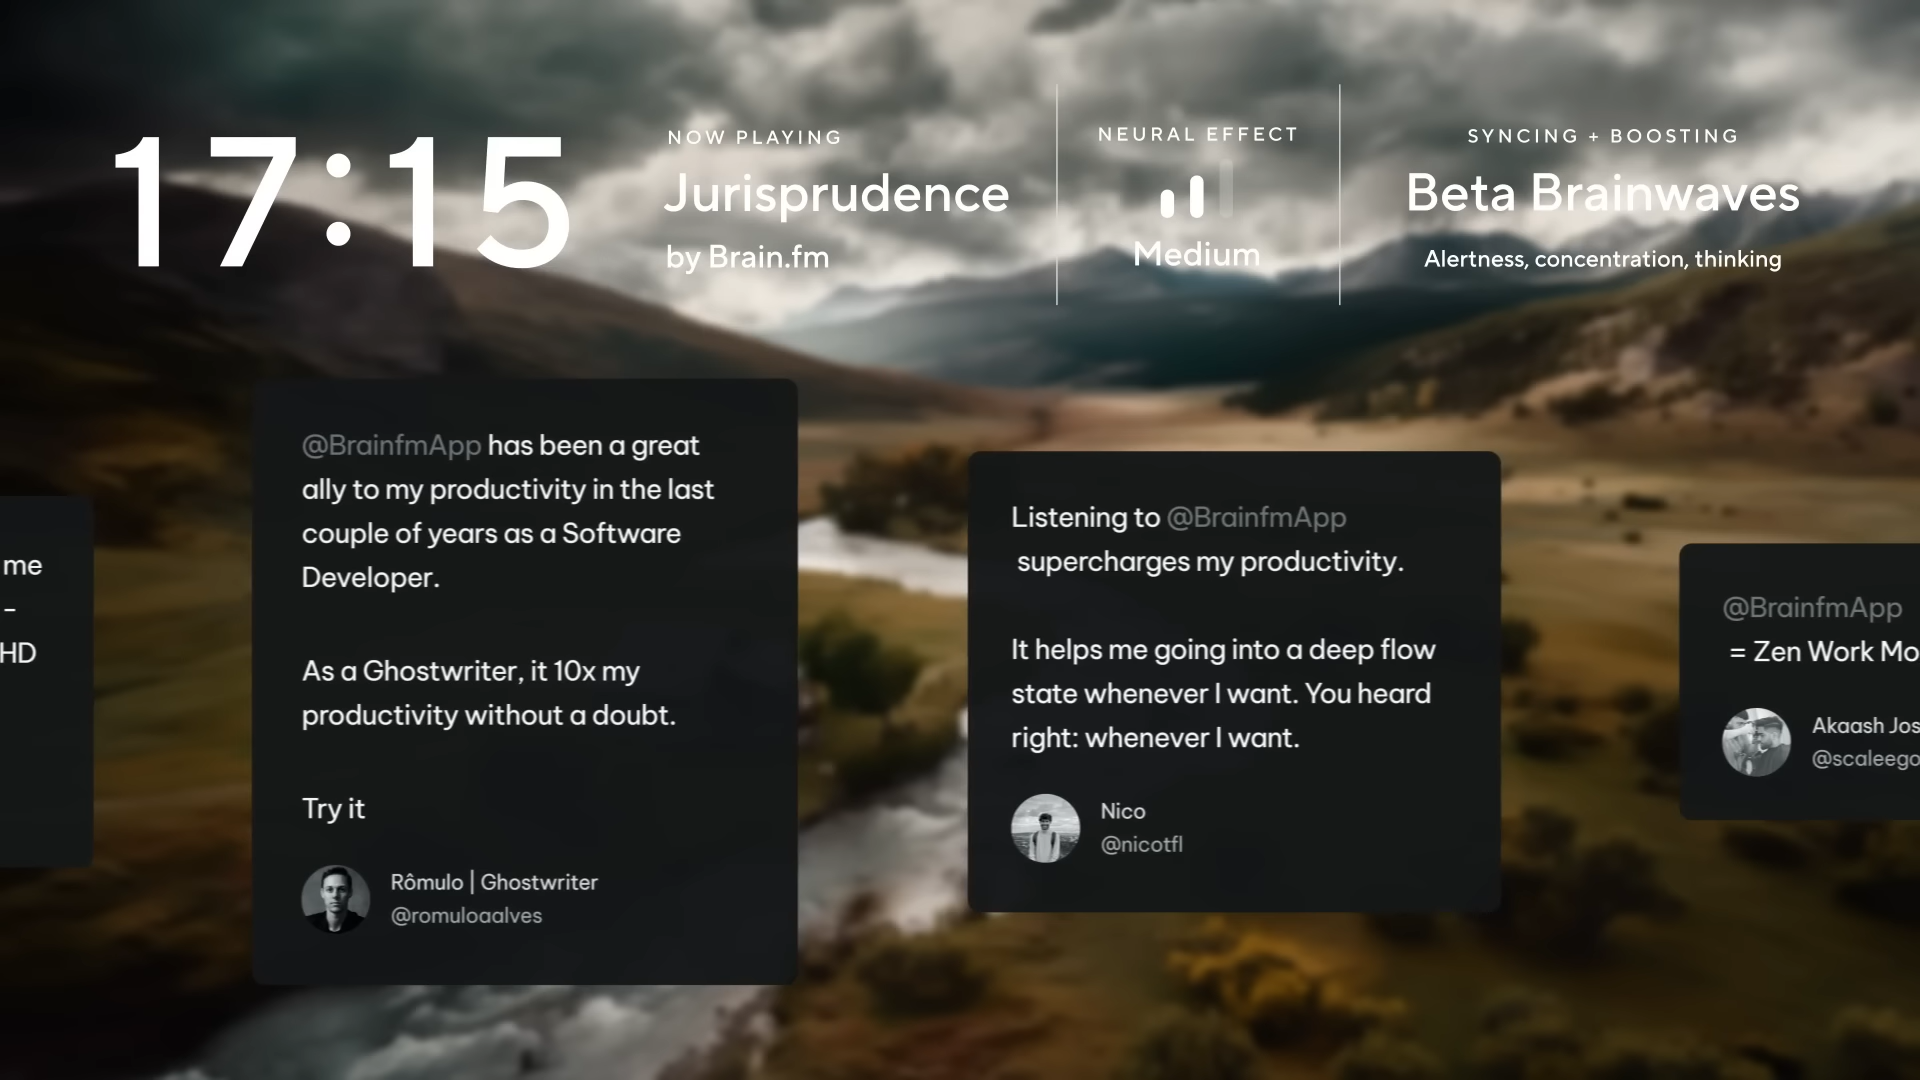 17:15
NOW PLAYING
Jurisprudence
by Brain.fm
NEURAL EFFECT
Medium
SYNCING + BOOSTING
Beta Brainwaves
Alertness, concentration, thinking
me
-
HD
@BrainfmApp has been a great
ally to my productivity in the last
couple of years as a Software
Developer.
As a Ghostwriter, it 10x my
productivity without a doubt.
Try it
Rômulo | Ghostwriter
@romuloaalves
Listening to @BrainfmApp
supercharges my productivity.
It helps me going into a deep flow
state whenever I want. You heard
right: whenever I want.
Nico
@nicotfl
@BrainfmApp
= Zen Work Mo
Akaash Jos
@scaleego